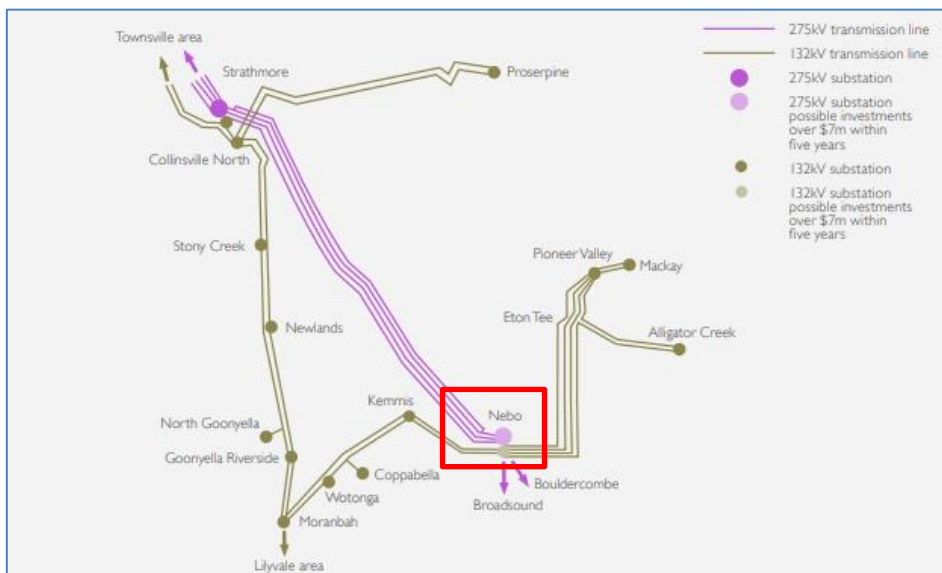 Townsville area
Strathmore
Proserpine
Collinsville North
Stony Creek
Newlands
North Goonyella
Goonyella Riverside
Moranbah
Lilyvale area
Wotonga
Coppabella
Kemmis
Nebo
Broadsound
Bouldercombe
Eton Tee
Pioneer Valley
Mackay
Alligator Creek
275kV transmission line
132kV transmission line
275kV substation
275kV substation
possible investments
over $7m within
five years
132kV substation
132kV substation
possible investments
over $7m within
five years